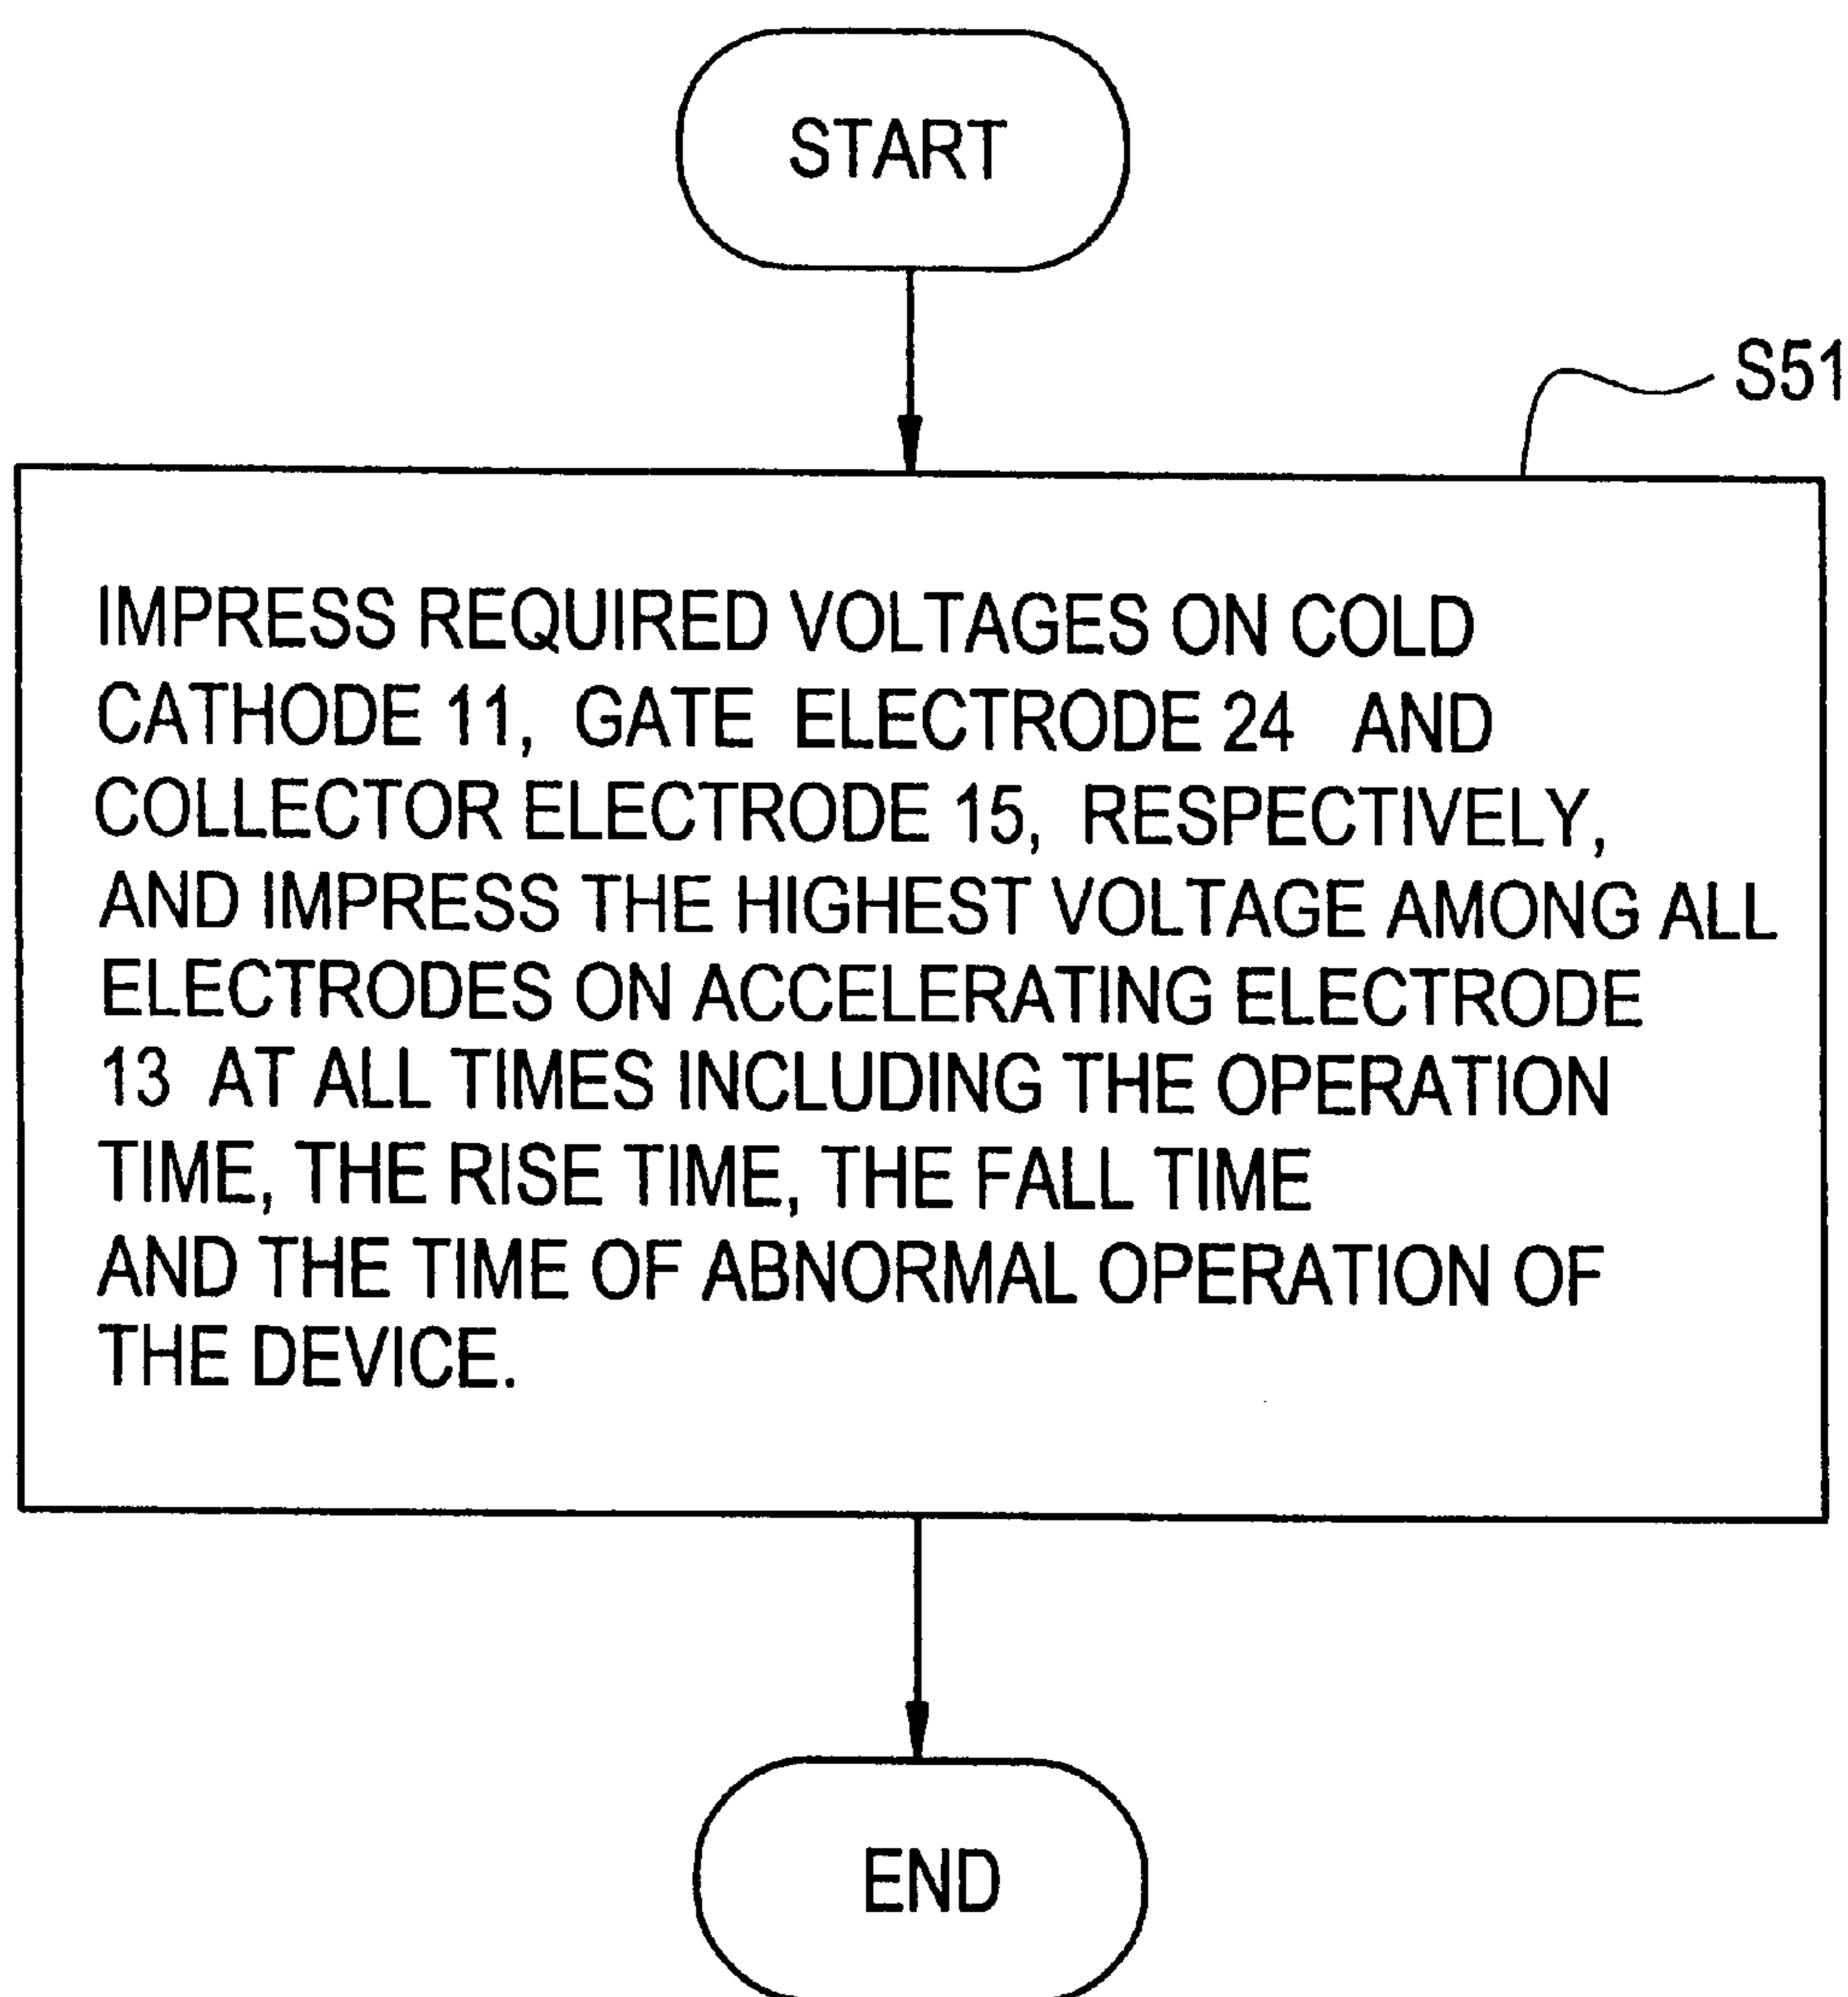 START
S51
IMPRESS REQUIRED VOLTAGES ON COLD
CATHODE 11, GATE ELECTRODE 24 AND
COLLECTOR ELECTRODE 15, RESPECTIVELY,
AND IMPRESS THE HIGHEST VOLTAGE AMONG ALL
ELECTRODES ON ACCELERATING ELECTRODE
13 AT ALL TIMES INCLUDING THE OPERATION
TIME, THE RISE TIME, THE FALL TIME
AND THE TIME OF ABNORMAL OPERATION OF
THE DEVICE.
END